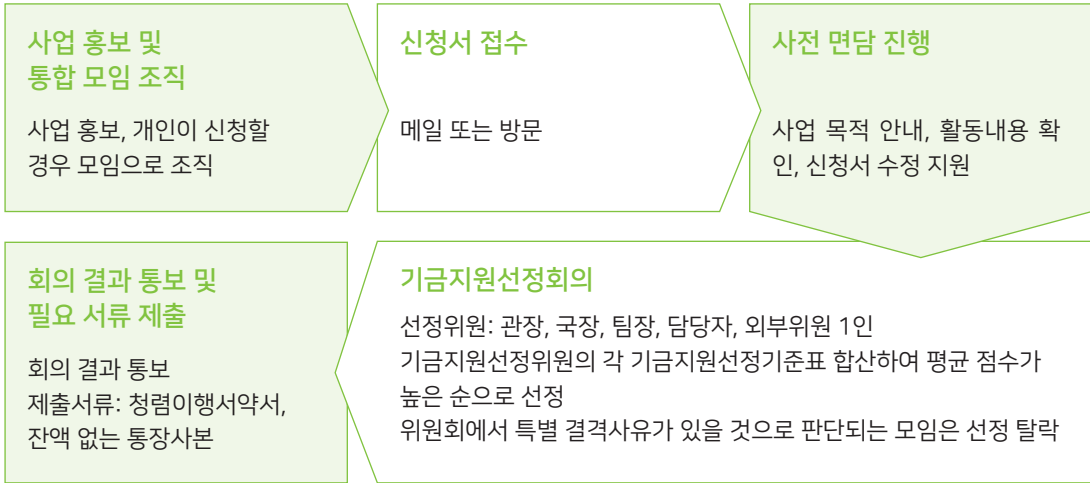 사업 홍보 및
통합 모임 조직
사업 홍보, 개인이 신청할
경우 모임으로 조직
신청서 접수
메일 또는 방문
사전 면담 진행
사업 목적 안내, 활동내용 확
인, 신청서 수정 지원
기금지원선정회의
선정위원: 관장, 국장, 팀장, 담당자, 외부위원 1인
기금지원선정위원의 각 기금지원선정기준표 합산하여 평균 점수가
높은 순으로 선정
위원회에서 특별 결격사유가 있을 것으로 판단되는 모임은 선정 탈락
회의 결과 통보 및
필요 서류 제출
회의 결과 통보
제출서류: 청렴이행서약서,
잔액 없는 통장사본